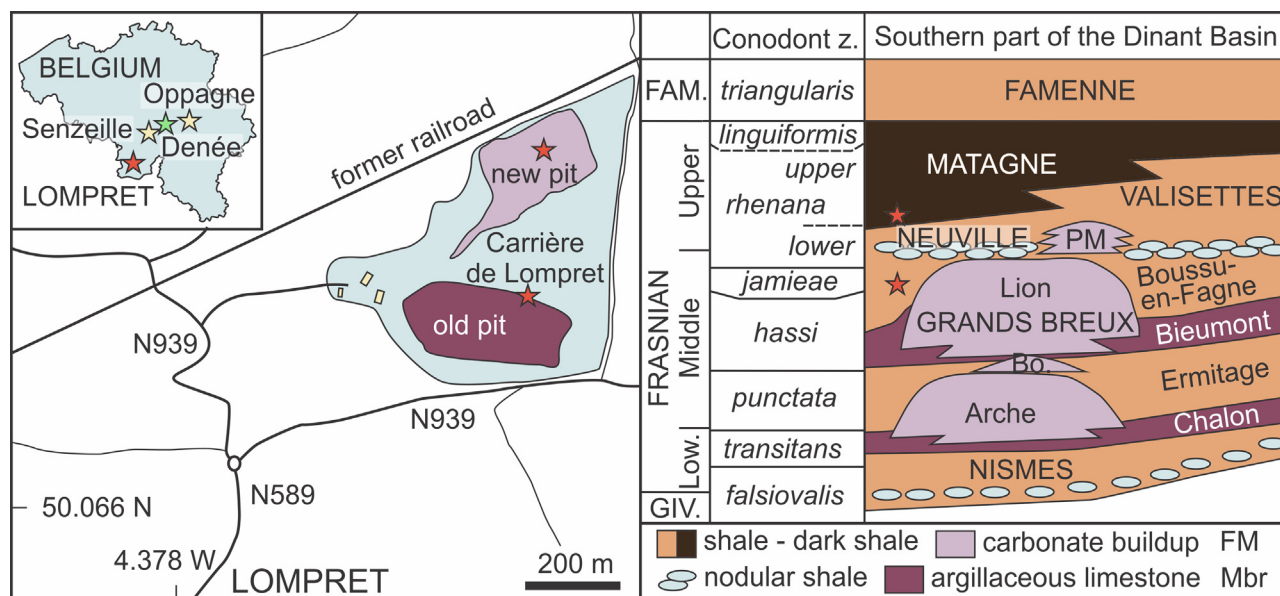 BELGIUM
Oppagne
Senzeille
Denée
LOMPRET
former railroad
new pit
Carrière
de Lompret
old pit
N939
N939
N589
50.066 N
4.378 W
LOMPRET
200 m
Conodont z.
Southern part of the Dinant Basin
FAM.
triangularis
FAMENNE
FRASNIAN
Upper
linguiformis
upper
rhenana
lower
MATAGNE
VALISETTES
NEUVILLE
PM
Middle
jamieae
hassi
punctata
Lion
GRANDS BREUX
Boussu-
en-Fagne
Bieumont
Bo.
Ermitage
Arche
Chalon
Low.
transitans
falsiovalis
NISMES
GIV.
shale - dark shale
carbonate buildup
FM
nodular shale
argillaceous limestone
Mbr